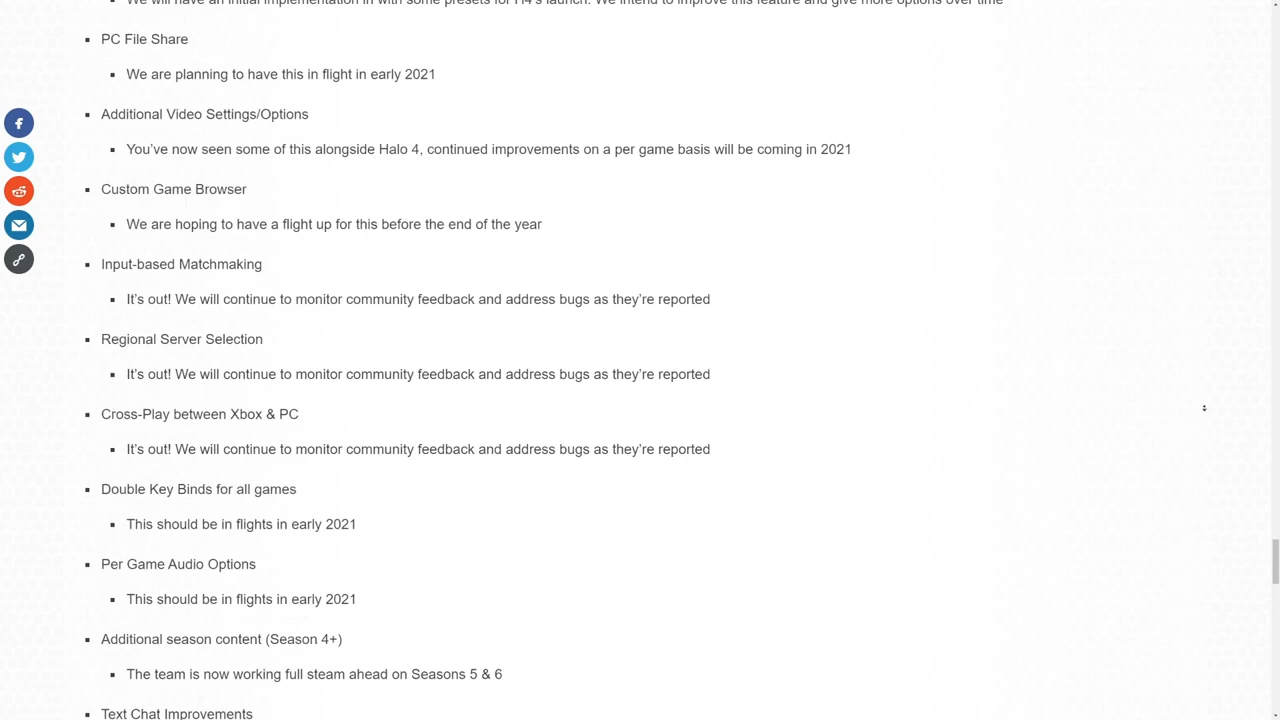 We will have an initial implementation in with some presets for H4's launch. We intend to improve this feature and give more options over time
PC File Share
We are planning to have this in flight in early 2021
Additional Video Settings/Options
You’ve now seen some of this alongside Halo 4, continued improvements on a per game basis will be coming in 2021
Custom Game Browser
We are hoping to have a flight up for this before the end of the year
Input-based Matchmaking
It’s out! We will continue to monitor community feedback and address bugs as they’re reported
Regional Server Selection
It’s out! We will continue to monitor community feedback and address bugs as they’re reported
Cross-Play between Xbox & PC
It’s out! We will continue to monitor community feedback and address bugs as they’re reported
Double Key Binds for all games
This should be in flights in early 2021
Per Game Audio Options
This should be in flights in early 2021
Additional season content (Season 4+)
The team is now working full steam ahead on Seasons 5 & 6
Text Chat Improvements